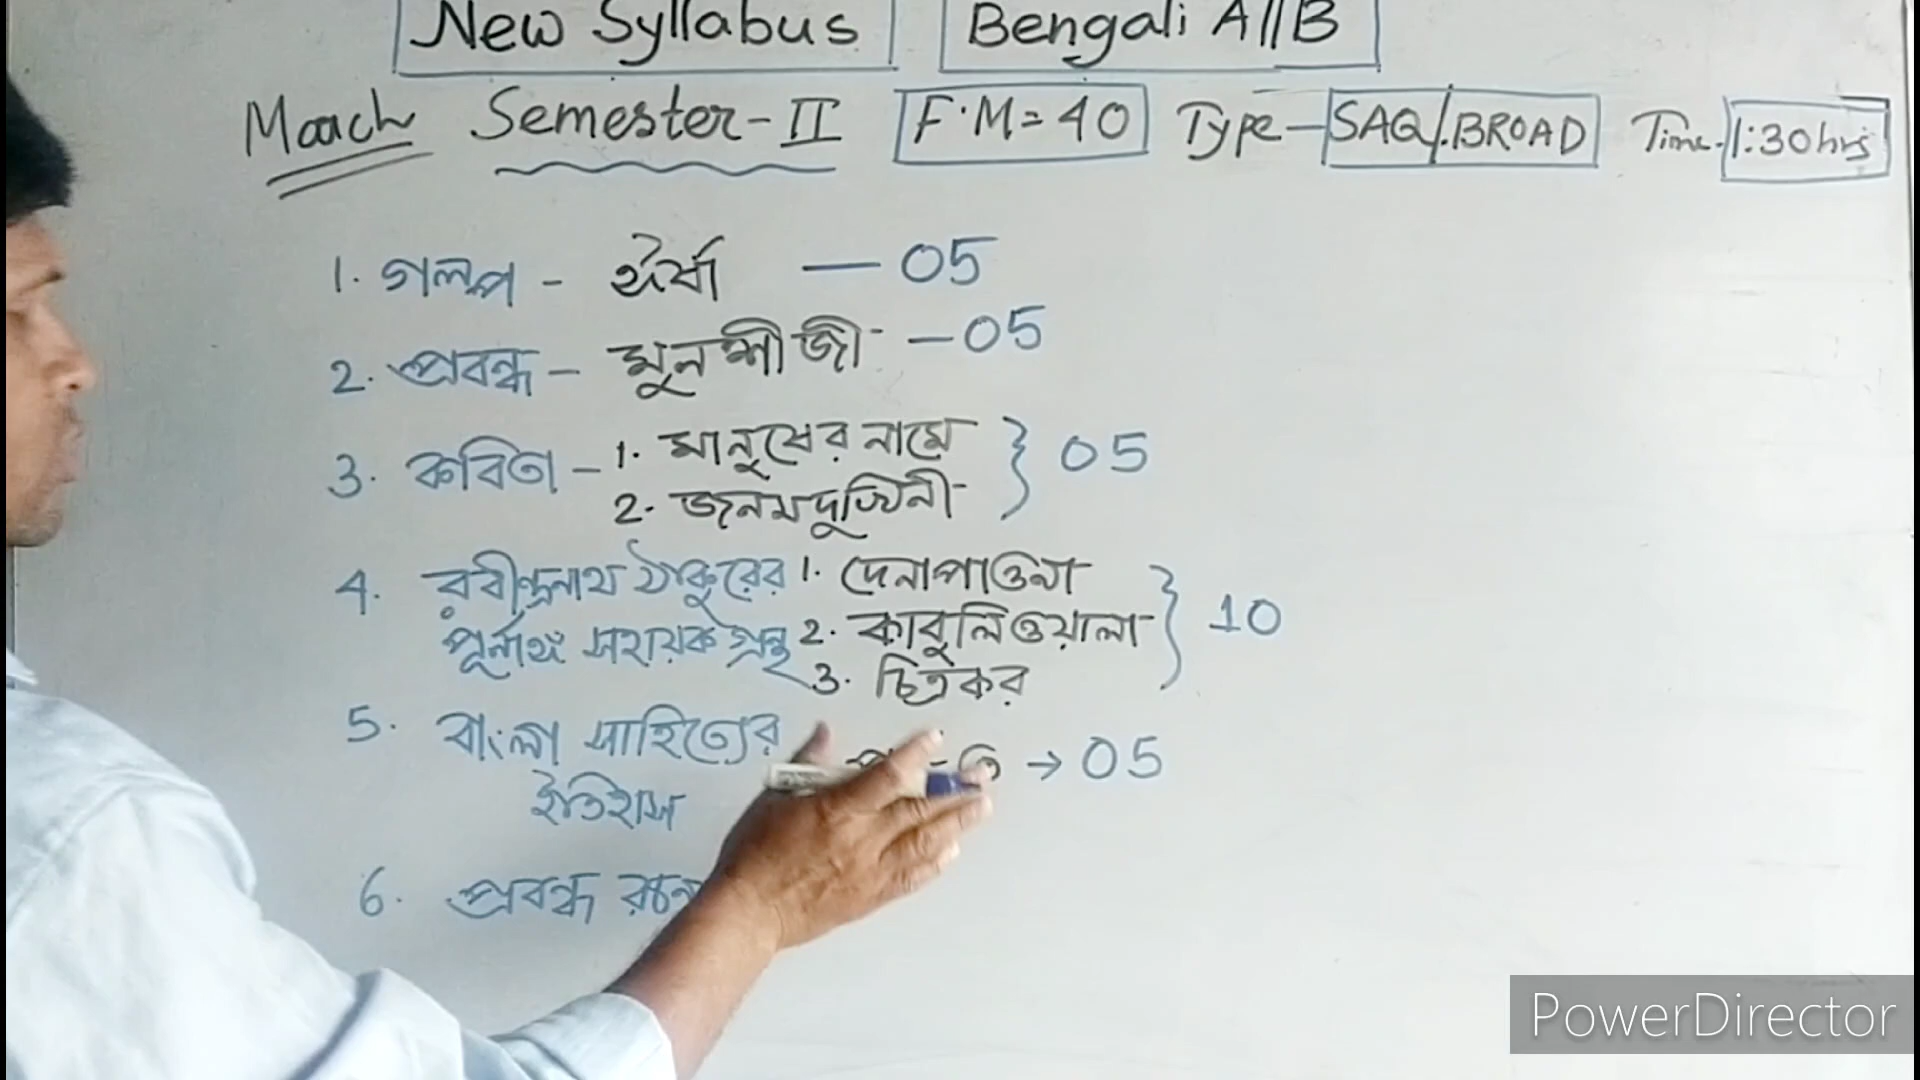 New Syllabus Bengali A//B
March Semester-II F.M=40 Type-SAQ/.BROAD Time.1:30hrs
1. গলপ - - 05
2. প্রবন্ধ - মুনশীজী - 05
3. কবিতা - 1. মানুষের নামে } 05
2. জনমদুখিনী
4. রবীন্দ্রনাথ ঠাকুরের 1. দেনাপাওনা } 10
পূর্ণাঙ্গ সহায়ক গ্রন্থ 2. কাবুলিওয়ালা
3. চিত্রকর
5. বাংলা সাহিত্যের → 05
ইতিহাস
6. প্রবন্ধ
PowerDirector